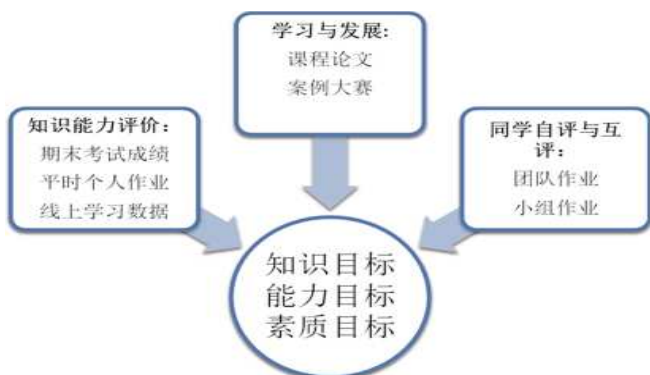 学习与发展:
课程论文
案例大赛
知识能力评价：
期末考试成绩
平时个人作业
线上学习数据
同学自评与互
评：
团队作业
小组作业
知识目标
能力目标
素质目标